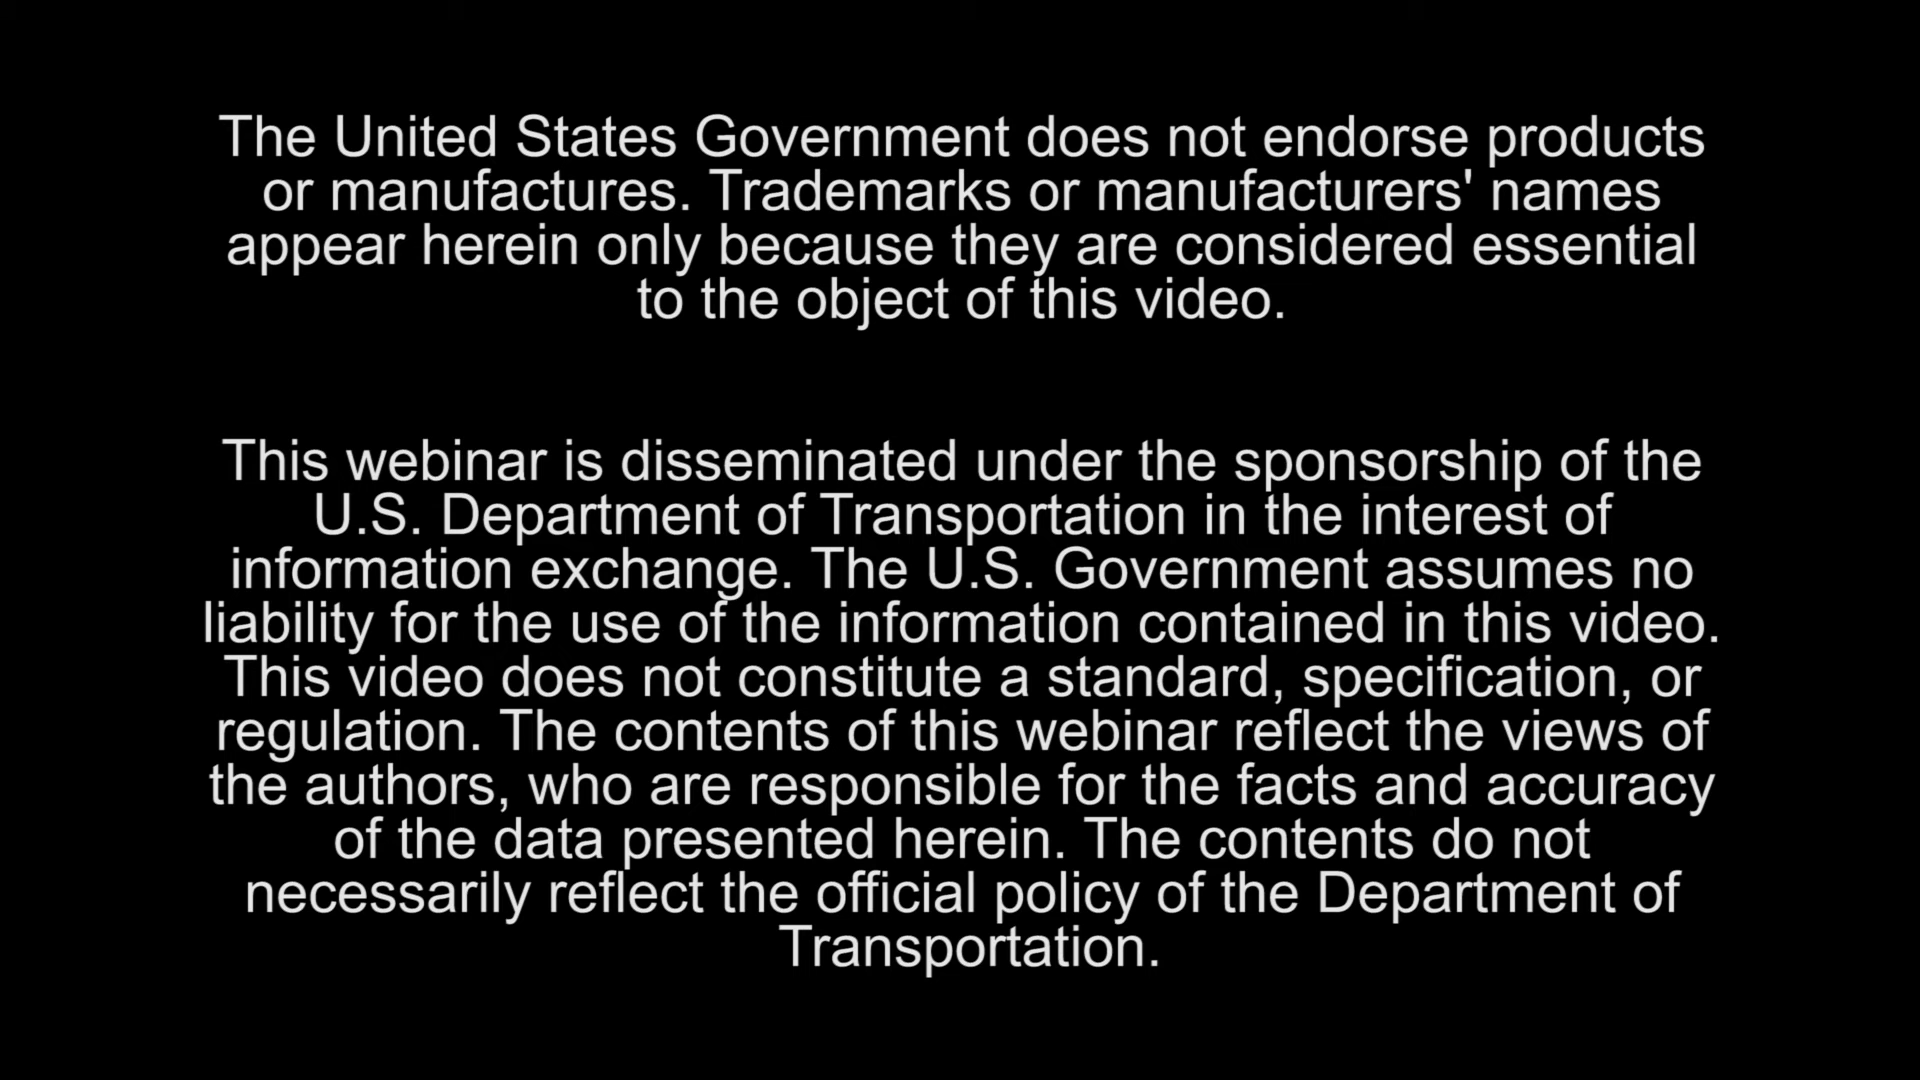 The United States Government does not endorse products
or manufactures. Trademarks or manufacturers' names
appear herein only because they are considered essential
to the object of this video.
This webinar is disseminated under the sponsorship of the
U.S. Department of Transportation in the interest of
information exchange. The U.S. Government assumes no
liability for the use of the information contained in this video.
This video does not constitute a standard, specification, or
regulation. The contents of this webinar reflect the views of
the authors, who are responsible for the facts and accuracy
of the data presented herein. The contents do not
necessarily reflect the official policy of the Department of
Transportation.